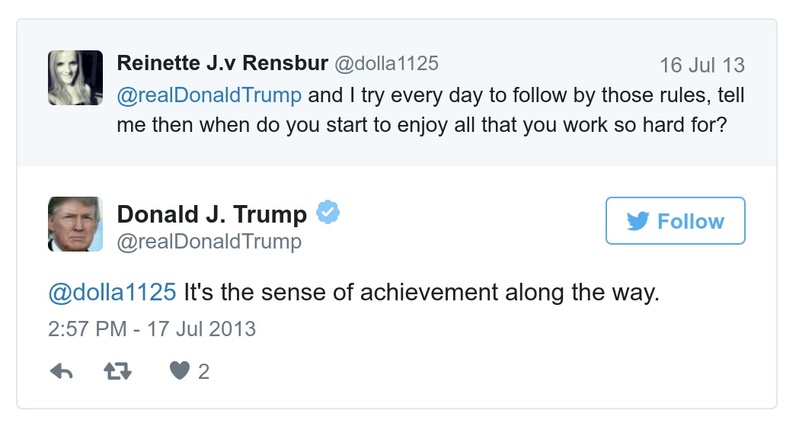 Reinette J.v Rensbur @dolla1125 16 Jul 13
@realDonaldTrump and I try every day to follow by those rules, tell
me then when do you start to enjoy all that you work so hard for?
Donald J. Trump
@realDonaldTrump
Follow
@dolla1125 It's the sense of achievement along the way.
2:57 PM - 17 Jul 2013
2